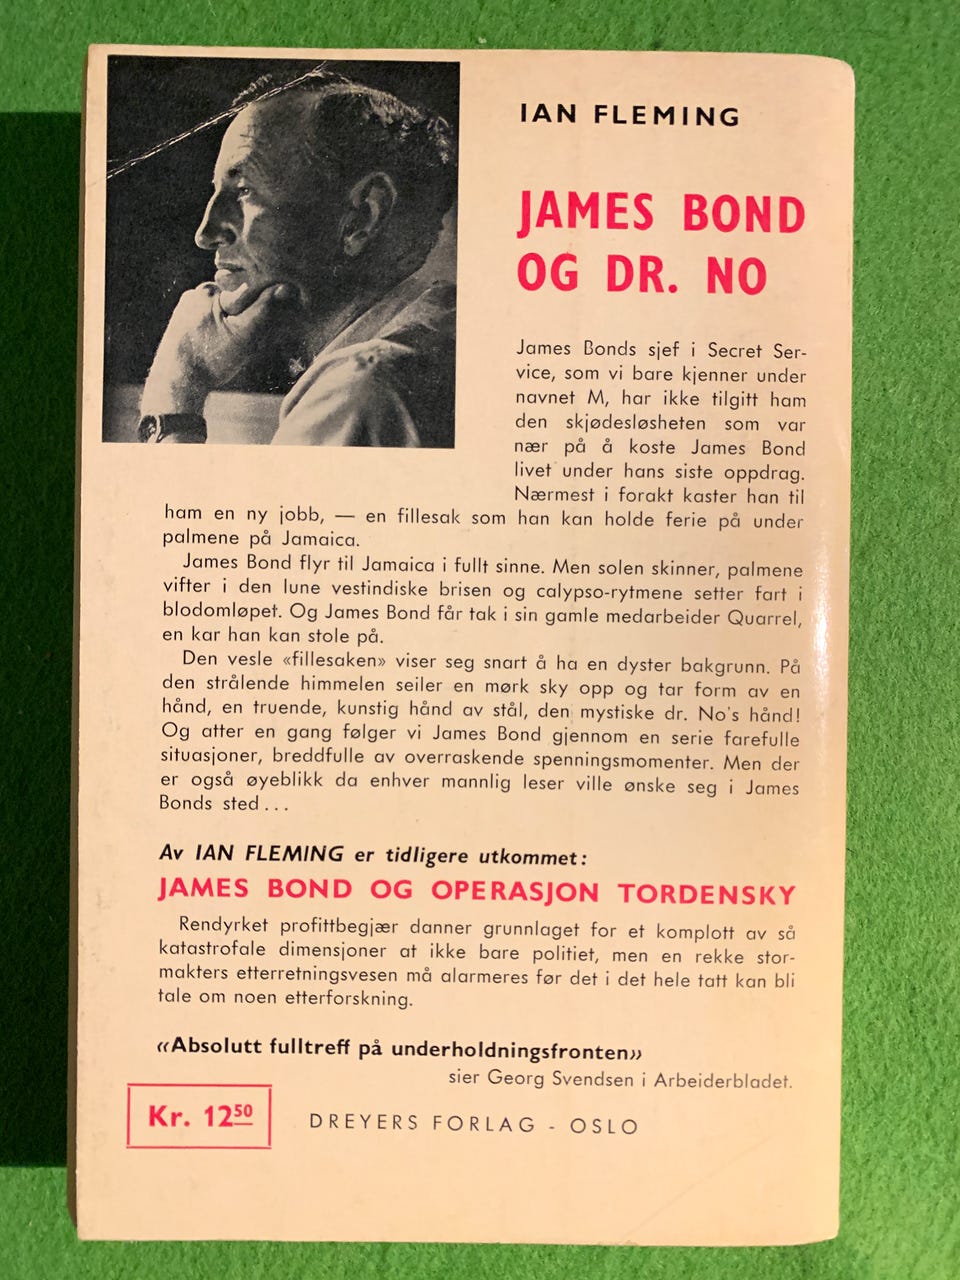 IAN FLEMING
JAMES BOND
OG DR. NO
James Bonds sjef i Secret Ser-
vice, som vi bare kjenner under
navnet M, har ikke tilgitt ham
den skjødesløsheten som var
nær på å koste James Bond
livet under hans siste oppdrag.
Nærmest i forakt kaster han til
ham en ny jobb, — en fillesak som han kan holde ferie på under
palmene på Jamaica.
James Bond flyr til Jamaica i fullt sinne. Men solen skinner, palmene
vifter i den lune vestindiske brisen og calypso-rytmene setter fart i
blodomløpet. Og James Bond får tak i sin gamle medarbeider Quarrel,
en kar han kan stole på.
Den vesle «fillesaken» viser seg snart å ha en dyster bakgrunn. På
den strålende himmelen seiler en mørk sky opp og tar form av en
hånd, en truende, kunstig hånd av stål, den mystiske dr. No's hånd!
Og atter en gang følger vi James Bond gjennom en serie farefulle
situasjoner, breddfulle av overraskende spenningsmomenter. Men der
er også øyeblikk da enhver mannlig leser ville ønske seg i James
Bonds sted...
Av IAN FLEMING er tidligere utkommet:
JAMES BOND OG OPERASJON TORDENSKY
Rendyrket profittbegjær danner grunnlaget for et komplott av så
katastrofale dimensjoner at ikke bare politiet, men en rekke stor-
makters etterretningsvesen må alarmeres før det i det hele tatt kan bli
tale om noen etterforskning.
«Absolutt fulltreff på underholdningsfronten»
sier Georg Svendsen i Arbeiderbladet.
Kr. 1250
DREYERS FORLAG - OSLO